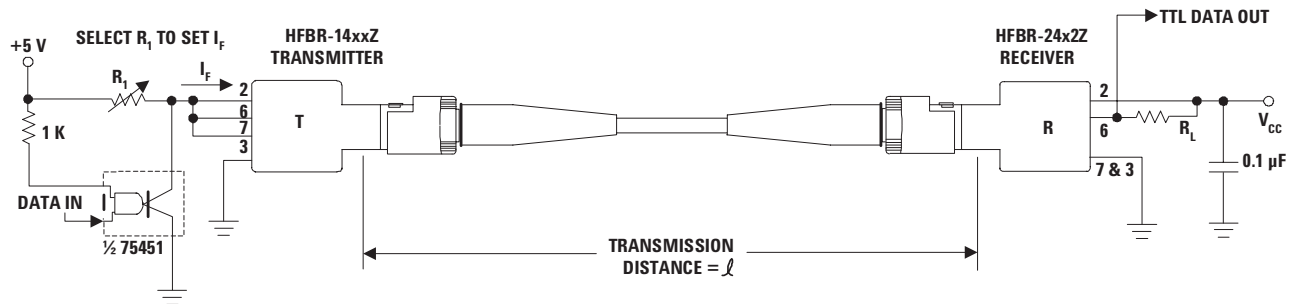 TTL DATA OUT
SELECT R1 TO SET IF
HFBR-14xxZ
TRANSMITTER
HFBR-24x2Z
RECEIVER
+5 V
R1
IF
2
6
7
3
T
R
2
6
7 & 3
RL
VCC
1 K
0.1 µF
DATA IN
½ 75451
TRANSMISSION
DISTANCE = ℓ